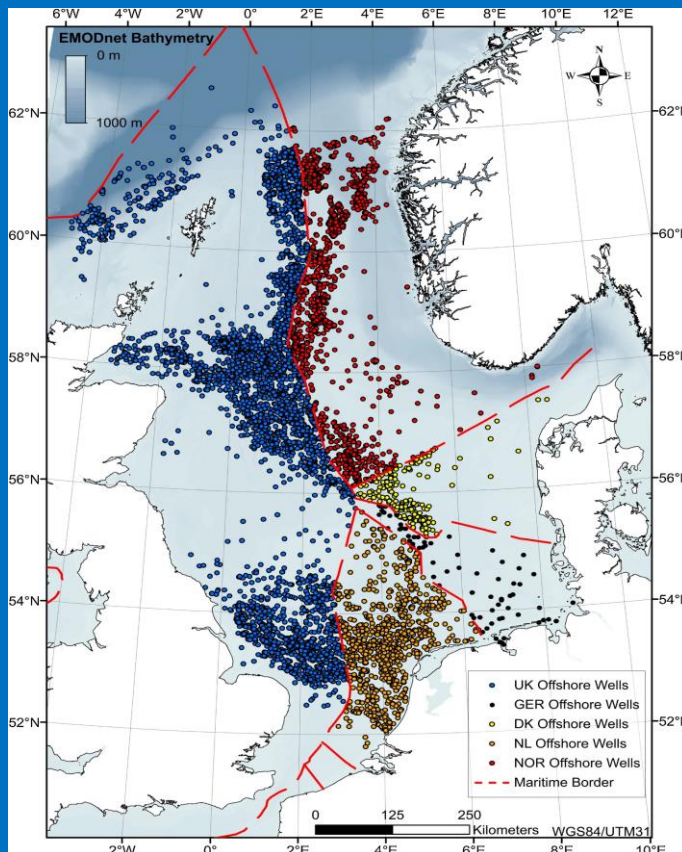 6°W 4°W 2°W 0° 2°E 4°E 6°E 8°E 10°E 12°E
EMODnet Bathymetry
0 m
1000 m
N
W E
S
62°N 62°N
60°N 60°N
58°N 58°N
56°N 56°N
54°N 54°N
52°N 52°N
UK Offshore Wells
GER Offshore Wells
DK Offshore Wells
NL Offshore Wells
NOR Offshore Wells
Maritime Border
0 125 250
Kilometers WGS84/UTM31
0° 2°E 4°E 6°E 8°E 10°E